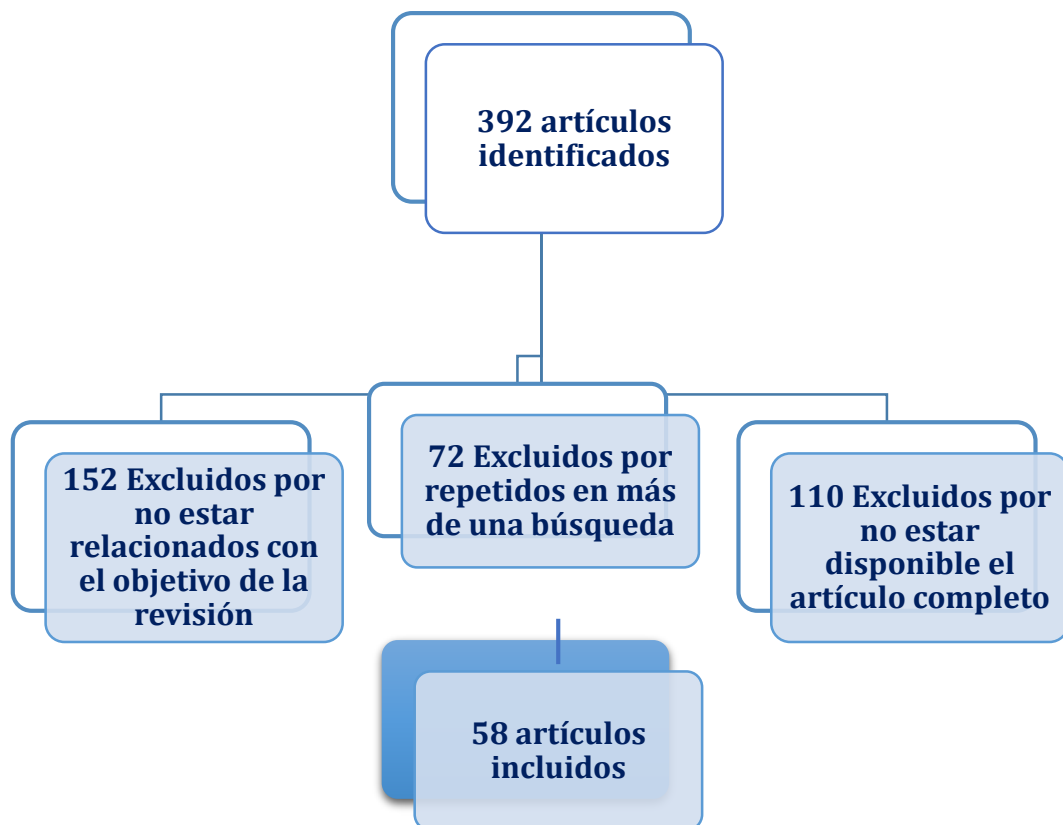 392 artículos
identificados
152 Excluidos por
no estar
relacionados con
el objetivo de la
revisión
72 Excluidos por
repetidos en más
de una búsqueda
110 Excluidos por
no estar
disponible el
artículo completo
58 artículos
incluidos